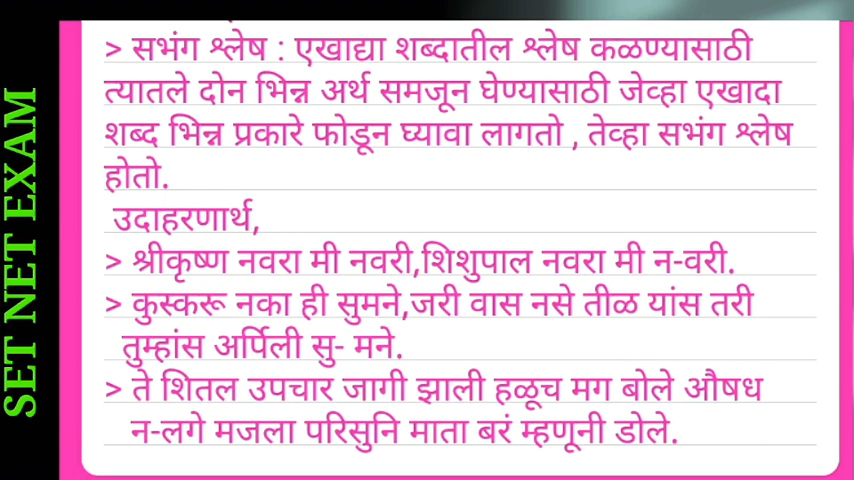 SET NET EXAM
> सभंग श्लेष : एखाद्या शब्दातील श्लेष कळण्यासाठी
त्यातले दोन भिन्न अर्थ समजून घेण्यासाठी जेव्हा एखादा
शब्द भिन्न प्रकारे फोडून घ्यावा लागतो , तेव्हा सभंग श्लेष
होतो.
उदाहरणार्थ,
> श्रीकृष्ण नवरा मी नवरी,शिशुपाल नवरा मी न-वरी.
> कुस्करू नका ही सुमने,जरी वास नसे तीळ यांस तरी
तुम्हांस अर्पिली सु- मने.
> ते शितल उपचार जागी झाली हळूच मग बोले औषध
न-लगे मजला परिसुनि माता बरं म्हणूनी डोले.